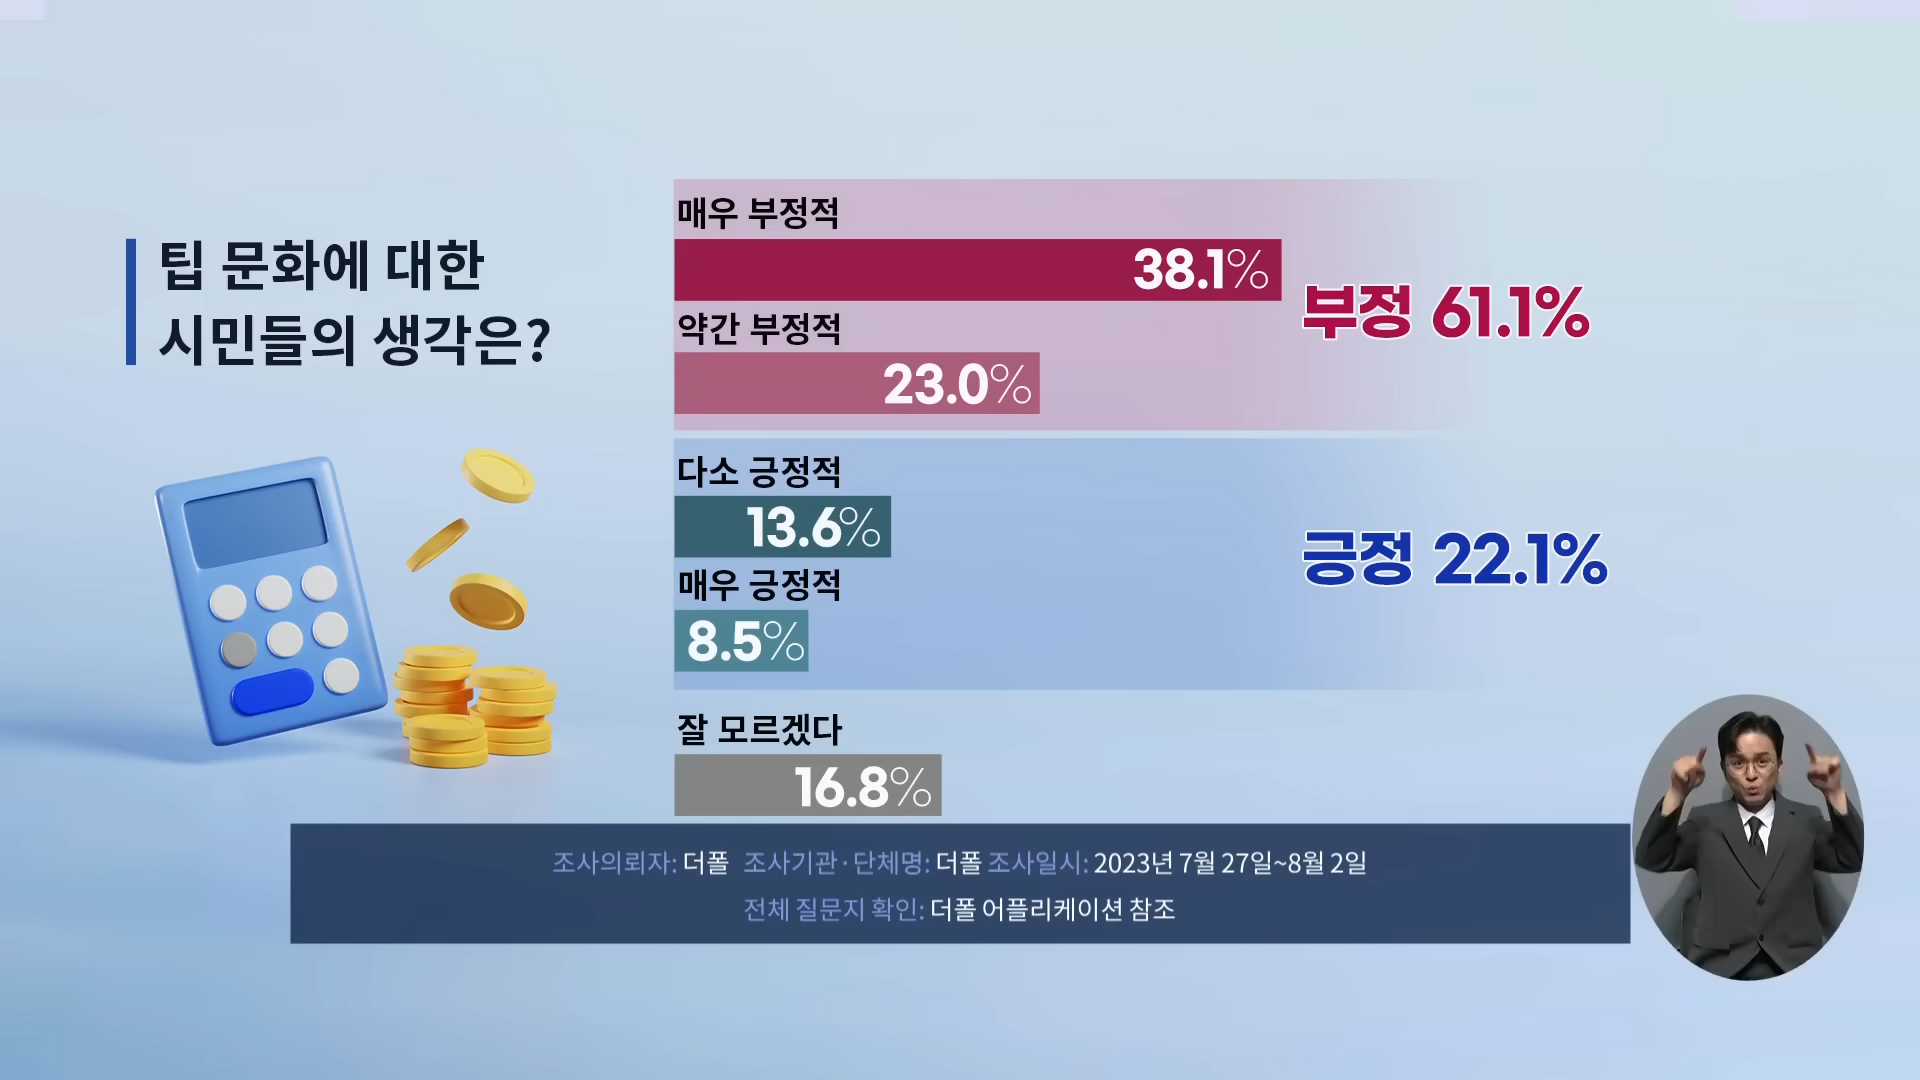 팁 문화에 대한
시민들의 생각은?
매우 부정적
38.1%
약간 부정적
23.0%
부정 61.1%
다소 긍정적
13.6%
매우 긍정적
8.5%
긍정 22.1%
잘 모르겠다
16.8%
조사의뢰자: 더폴 조사기관·단체명: 더폴 조사일시: 2023년 7월 27일~8월 2일
전체 질문지 확인: 더폴 어플리케이션 참조